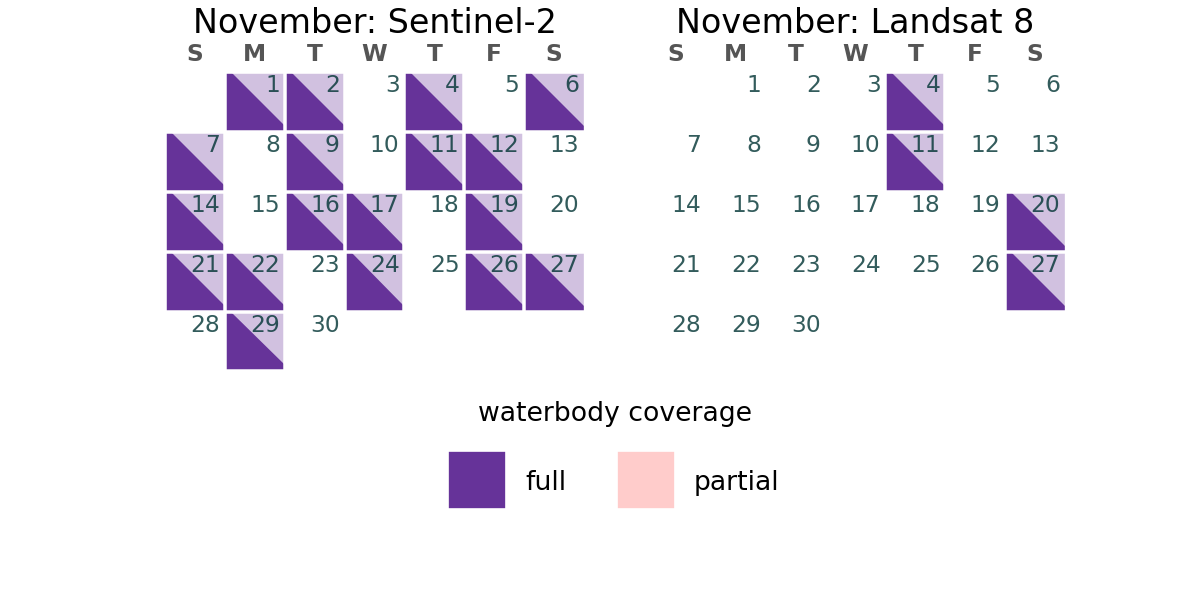 November: Sentinel-2
S M T W T F S
1 2 3 4 5 6
7 8 9 10 11 12 13
14 15 16 17 18 19 20
21 22 23 24 25 26 27
28 29 30
November: Landsat 8
S M T W T F S
1 2 3 4 5 6
7 8 9 10 11 12 13
14 15 16 17 18 19 20
21 22 23 24 25 26 27
28 29 30
waterbody coverage
full partial